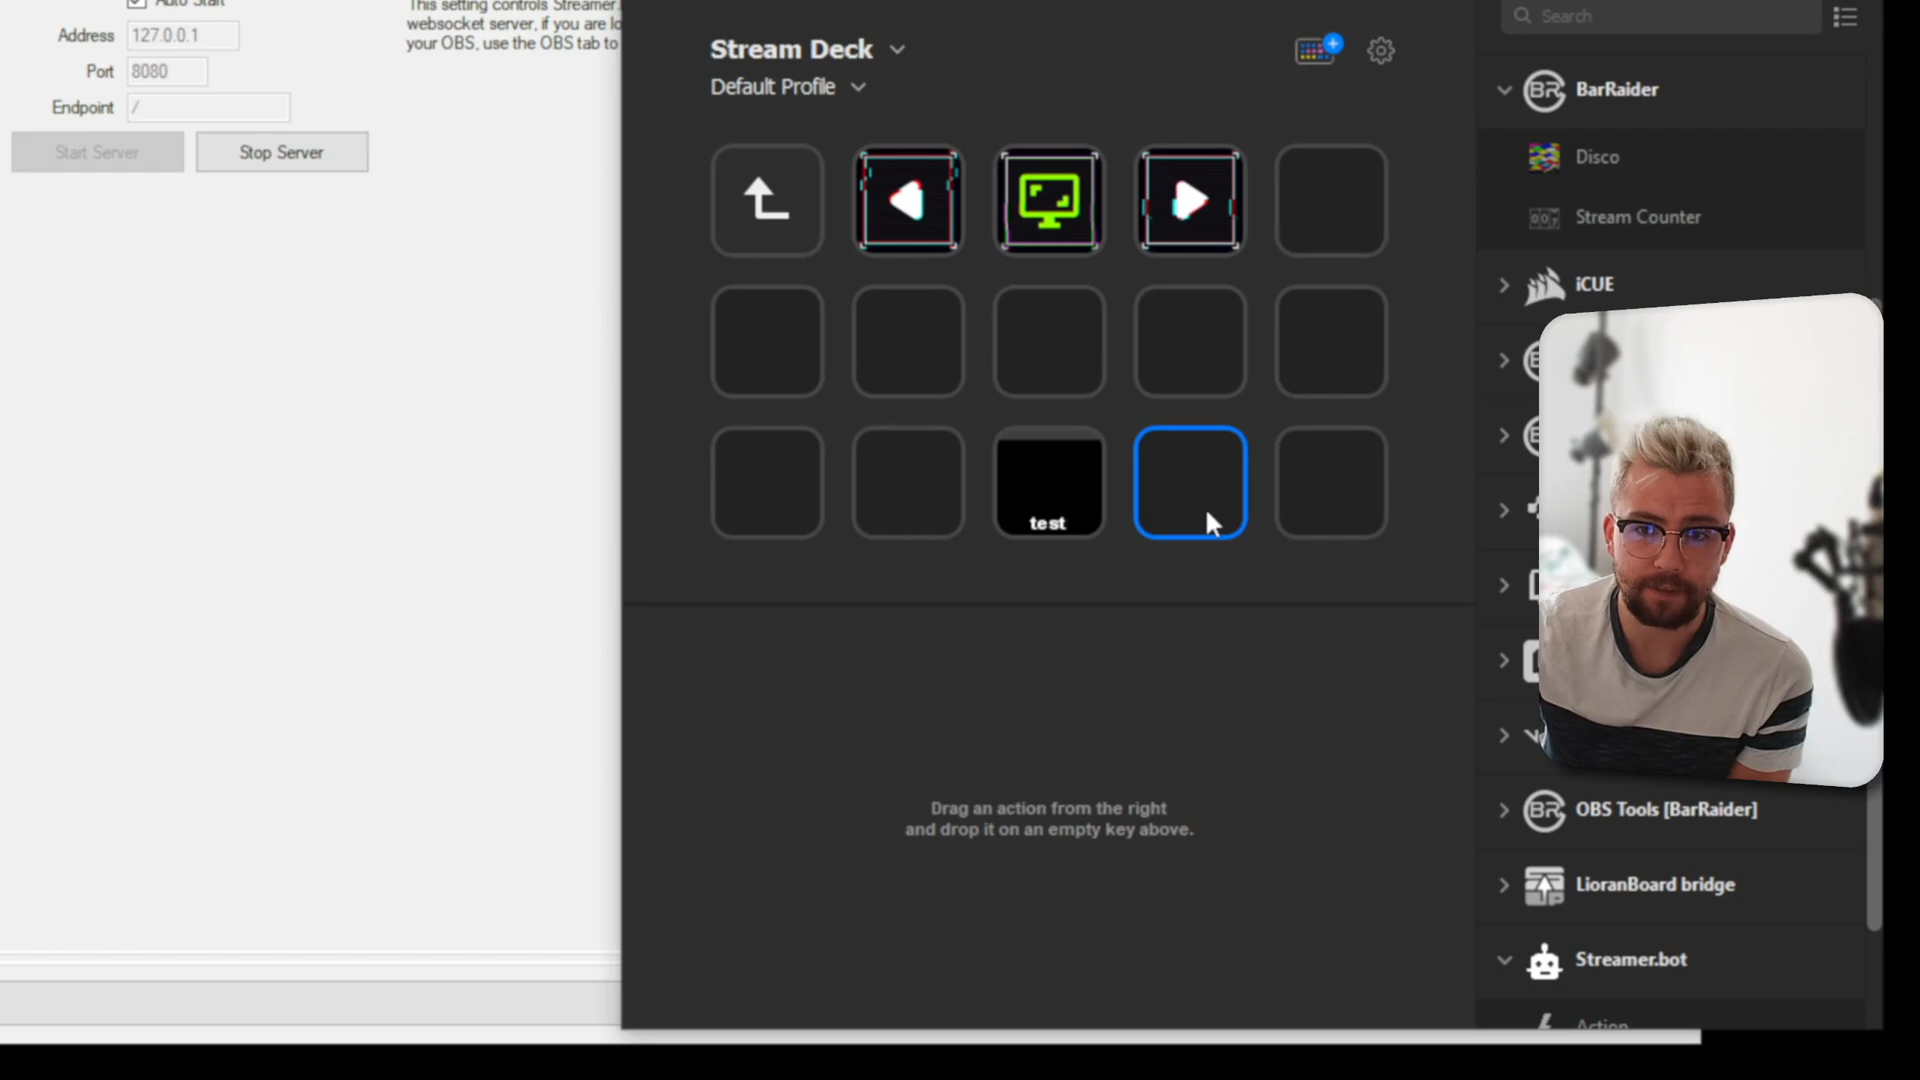 Auto Start
This setting controls Streamer.
Address 127.0.0.1
websocket server, if you are lo
your OBS, use the OBS tab to
Port 8080
Endpoint /
Start Server
Stop Server
Stream Deck
Default Profile
test
Drag an action from the right
and drop it on an empty key above.
Search
BR BarRaider
Disco
Stream Counter
iCUE
BR OBS Tools [BarRaider]
LioranBoard bridge
Streamer.bot
Action